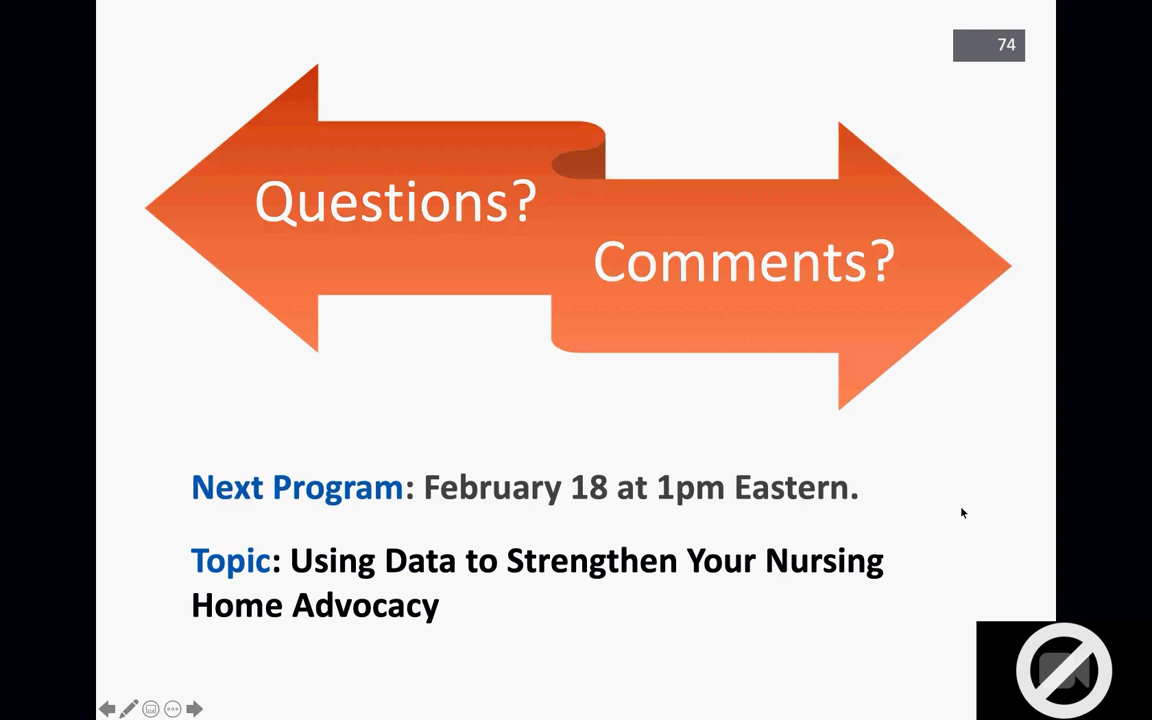 74
Questions?
Comments?
Next Program: February 18 at 1pm Eastern.
Topic: Using Data to Strengthen Your Nursing
Home Advocacy